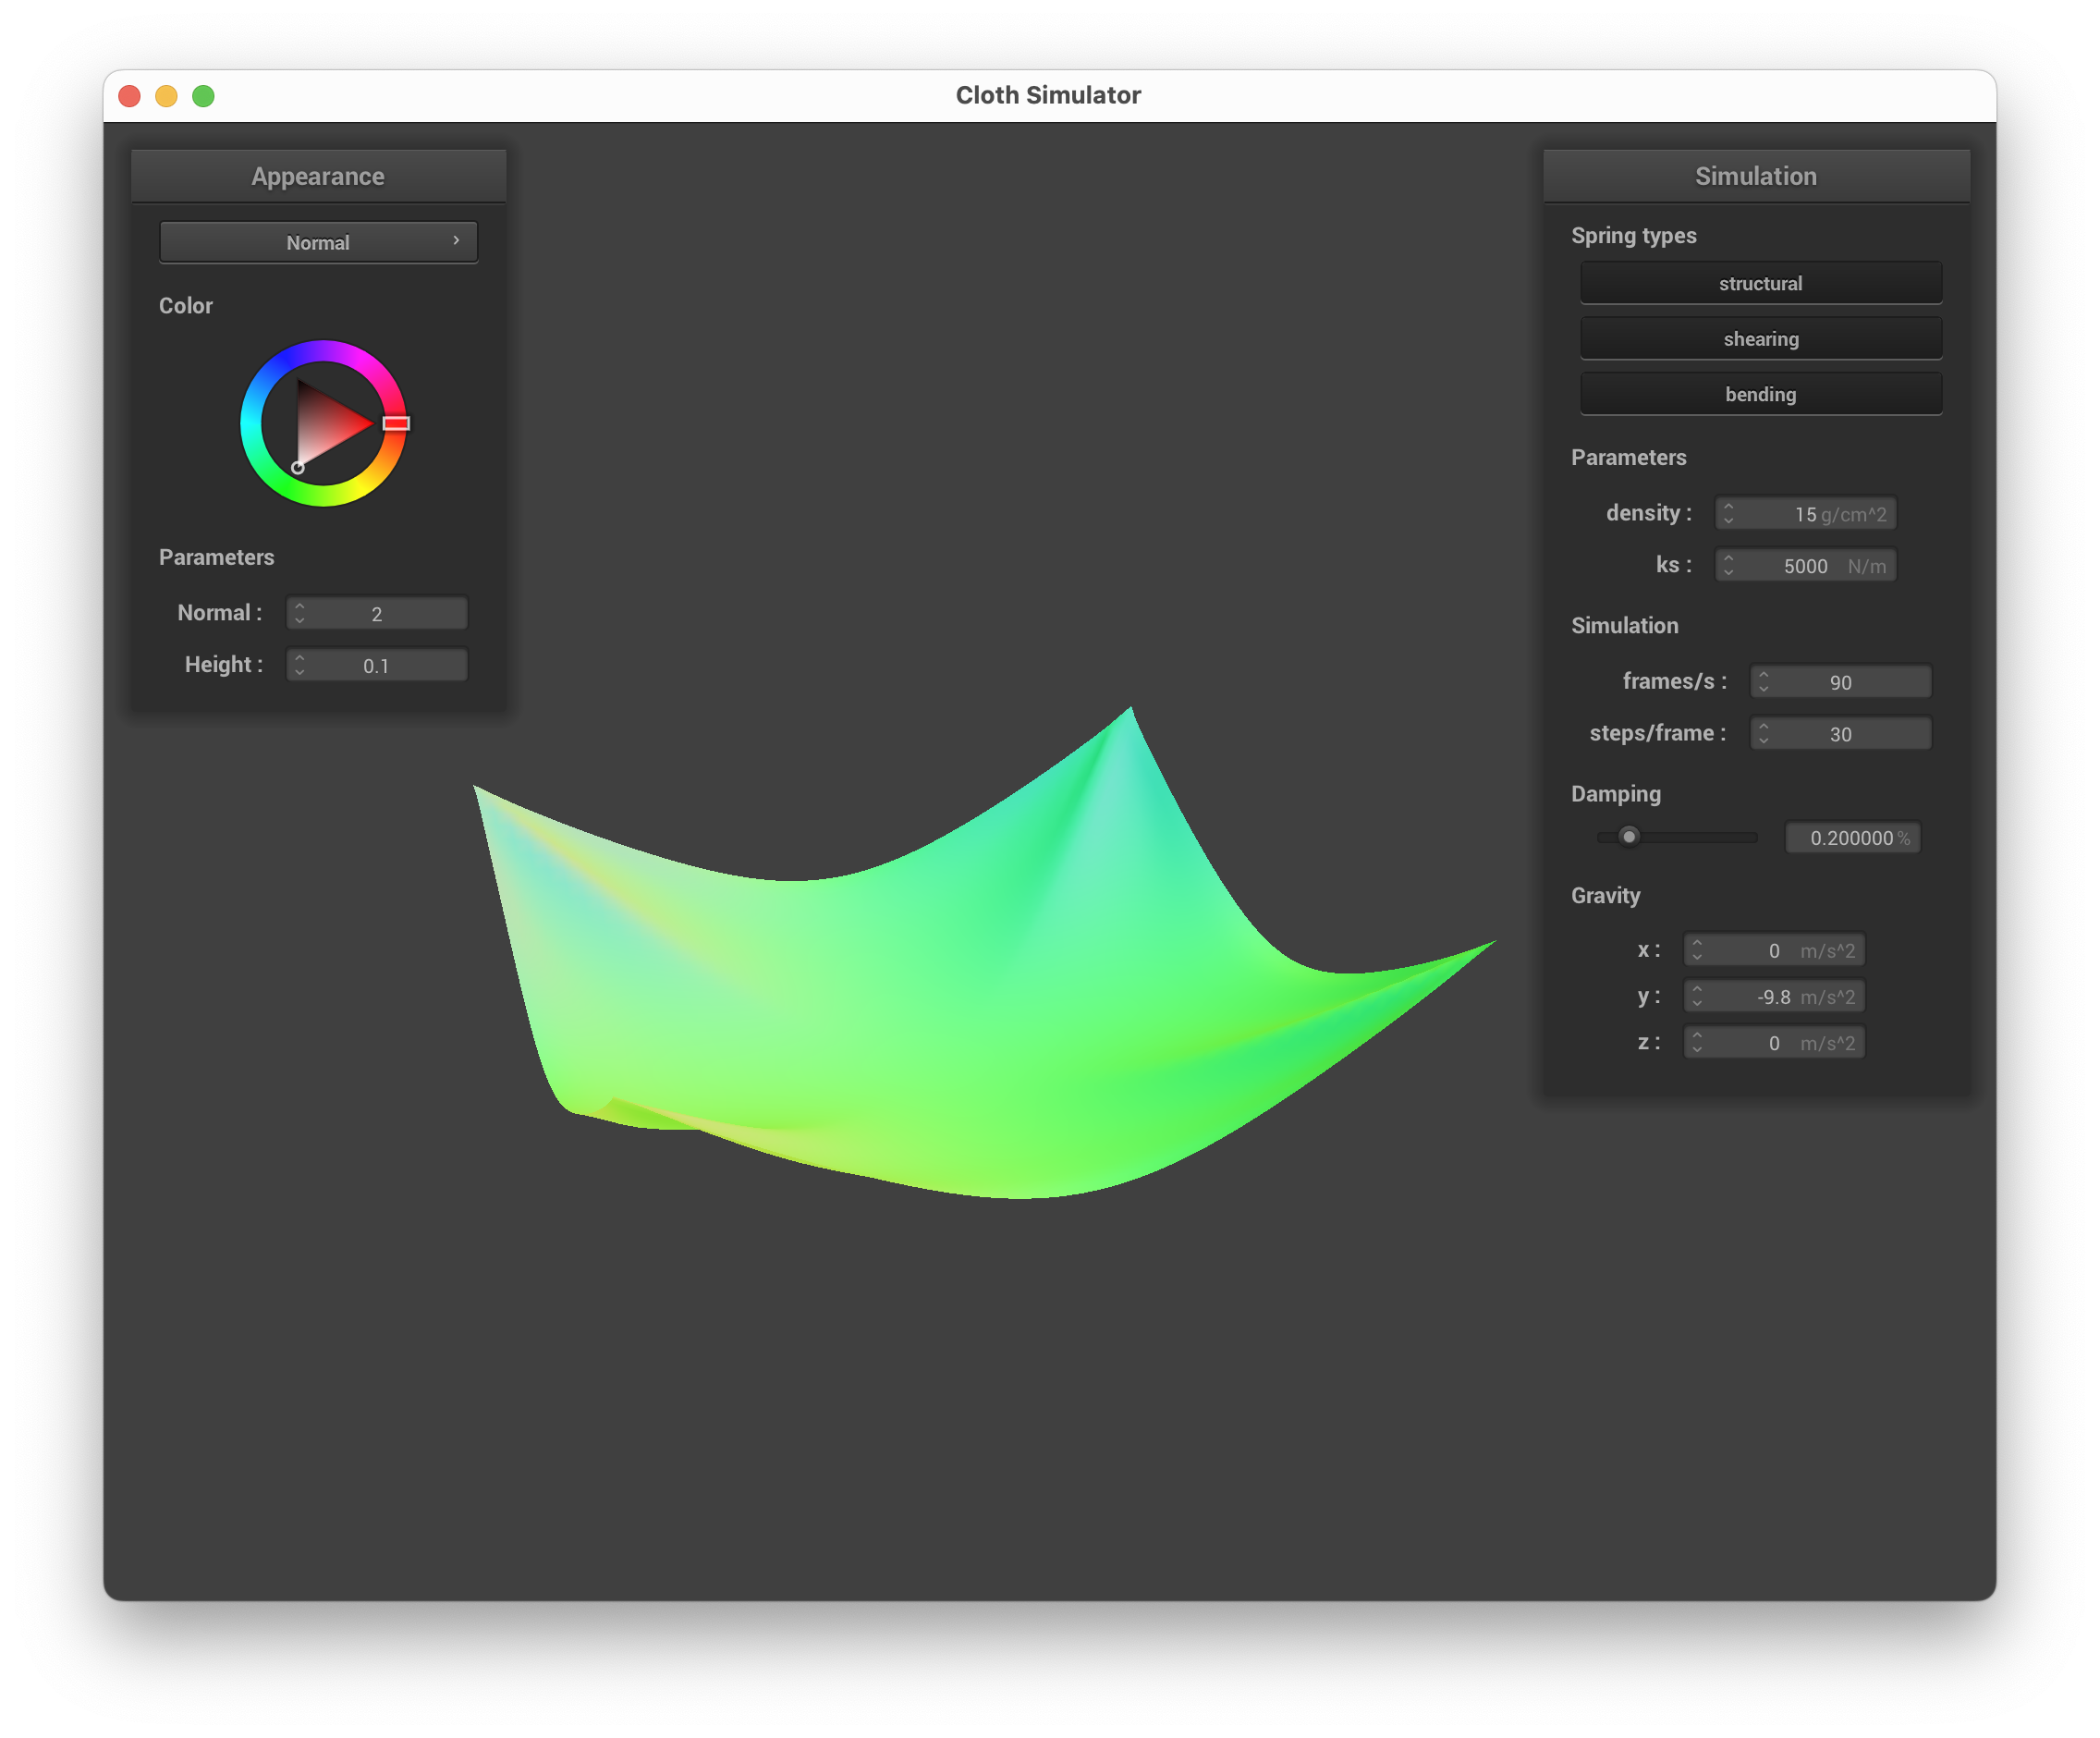 Cloth Simulator
Appearance
Normal
Color
Parameters
Normal : 2
Height : 0.1
Simulation
Spring types
structural
shearing
bending
Parameters
density : 15 g/cm^2
ks : 5000 N/m
Simulation
frames/s : 90
steps/frame : 30
Damping
0.200000 %
Gravity
x : 0 m/s^2
y : -9.8 m/s^2
z : 0 m/s^2